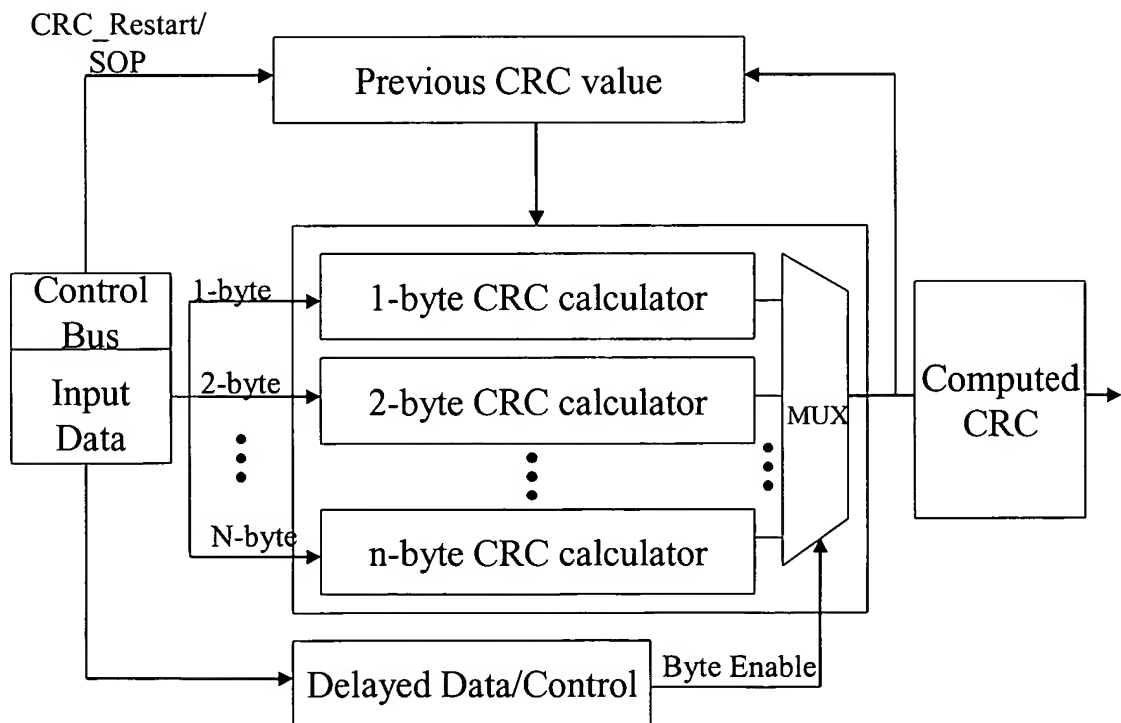 CRC_Restart/
SOP
Previous CRC value
Control
Bus
Input
Data
1-byte
1-byte CRC calculator
2-byte
2-byte CRC calculator
MUX
N-byte
n-byte CRC calculator
Computed
CRC
Delayed Data/Control
Byte Enable